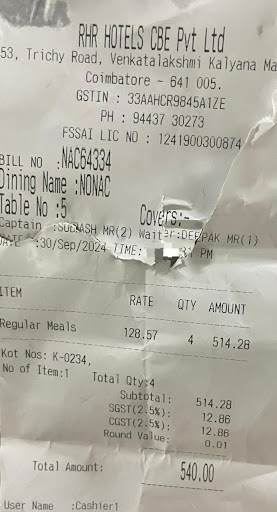 RHR HOTELS CBE Pvt Ltd
53, Trichy Road, Venkatalakshmi Kalyana Ma
Coimbatore - 641 005.
GSTIN : 33AAHCR9845A1ZE
PH : 94437 30273
FSSAI LIC NO : 1241900300874
BILL NO :NAC64334
Dining Name :NONAC
Table No :5 Covers:-
Captain :SUBASH MR(2) Waiter:DEEPAK MR(1)
DATE :30/Sep/2024 TIME: PM
ITEM RATE QTY AMOUNT
Regular Meals 128.57 4 514.28
Kot Nos: K-0234,
No of Item:1 Total Qty:4
Subtotal: 514.28
SGST(2.5%): 12.86
CGST(2.5%): 12.86
Round Value: 0.01
Total Amount: 540.00
User Name :Cashier1